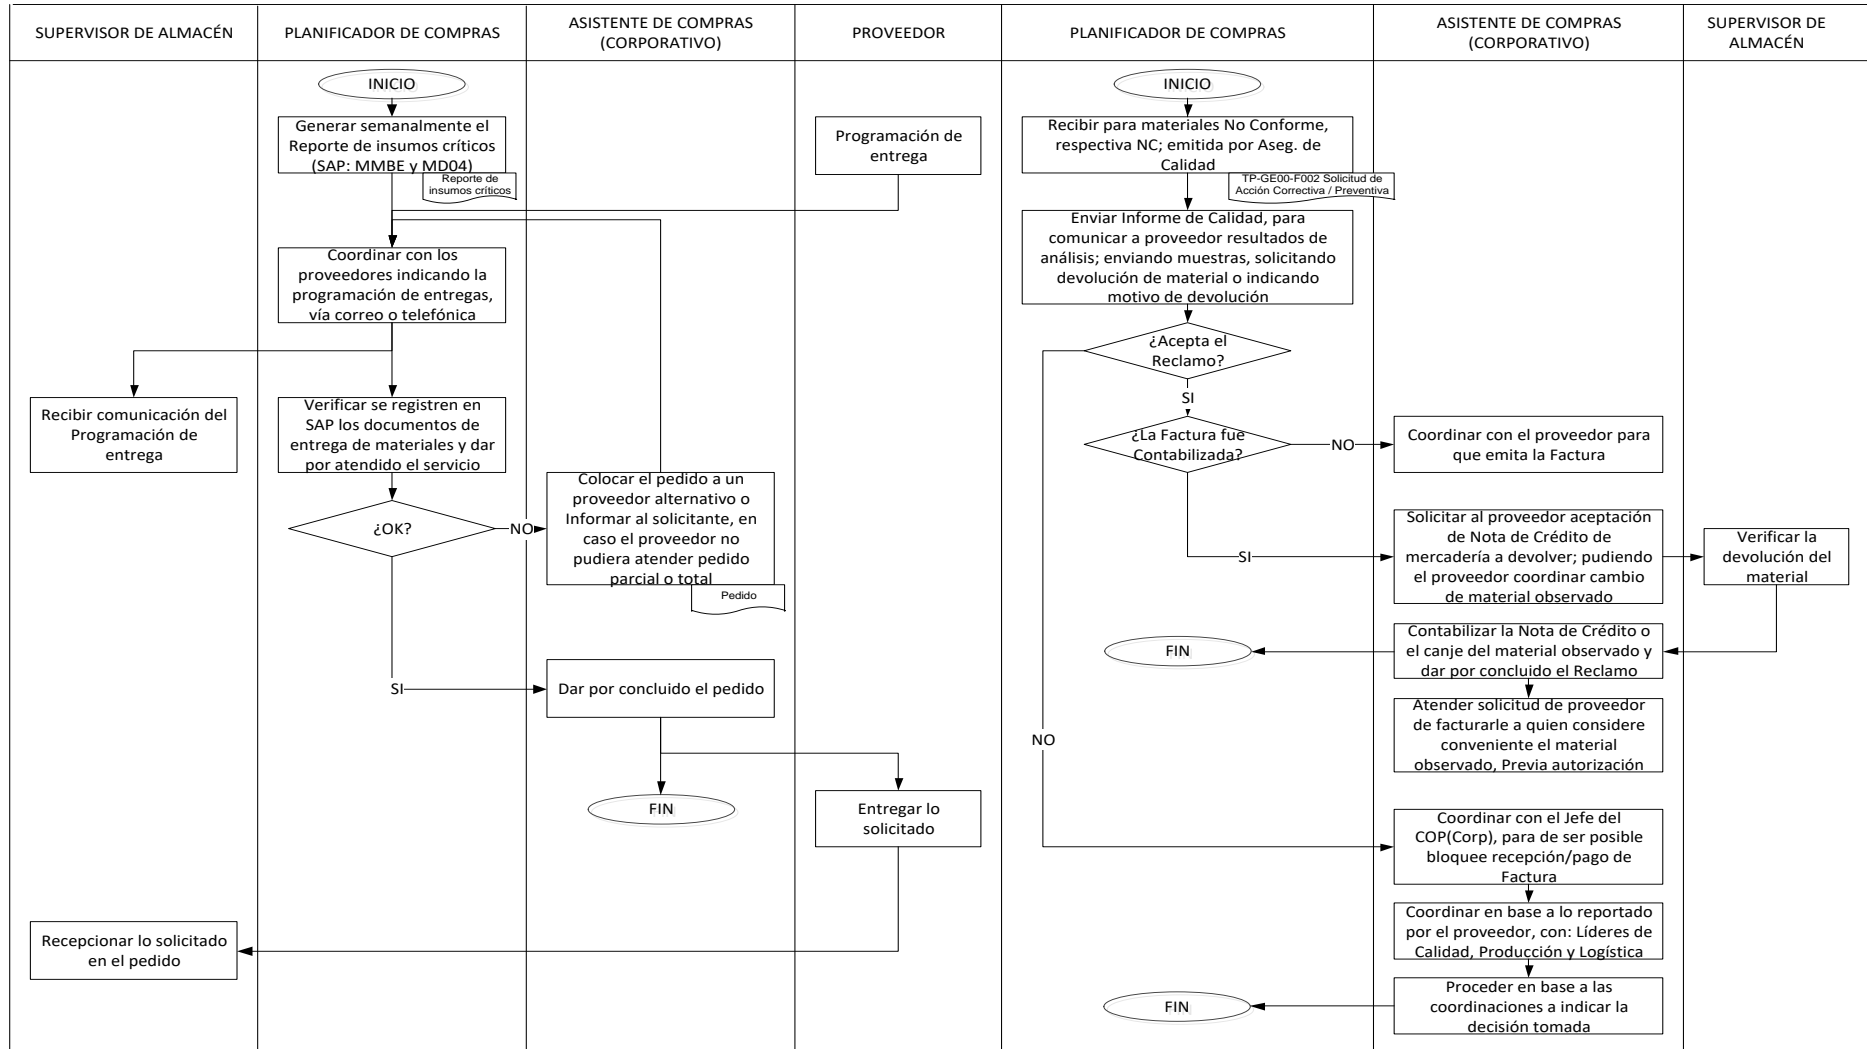 SUPERVISOR DE ALMACÉN
PLANIFICADOR DE COMPRAS
ASISTENTE DE COMPRAS
(CORPORATIVO)
PROVEEDOR
PLANIFICADOR DE COMPRAS
ASISTENTE DE COMPRAS
(CORPORATIVO)
SUPERVISOR DE
ALMACÉN
INICIO
Generar semanalmente el
Reporte de insumos críticos
(SAP: MMBE y MD04)
Reporte de
insumos críticos
Programación de
entrega
Coordinar con los
proveedores indicando la
programación de entregas,
vía correo o telefónica
Recibir comunicación del
Programación de
entrega
Verificar se registren en
SAP los documentos de
entrega de materiales y dar
por atendido el servicio
¿OK?
NO
Colocar el pedido a un
proveedor alternativo o
Informar al solicitante, en
caso el proveedor no
pudiera atender pedido
parcial o total
Pedido
SI
Dar por concluido el pedido
FIN
Entregar lo
solicitado
Recepcionar lo solicitado
en el pedido
INICIO
Recibir para materiales No Conforme,
respectiva NC; emitida por Aseg. de
Calidad
TP-GE00-F002 Solicitud de
Acción Correctiva / Preventiva
Enviar Informe de Calidad, para
comunicar a proveedor resultados de
análisis; enviando muestras, solicitando
devolución de material o indicando
motivo de devolución
¿Acepta el
Reclamo?
SI
¿La Factura fue
Contabilizada?
NO
Coordinar con el proveedor para
que emita la Factura
SI
Solicitar al proveedor aceptación
de Nota de Crédito de
mercadería a devolver; pudiendo
el proveedor coordinar cambio
de material observado
Verificar la
devolución del
material
Contabilizar la Nota de Crédito o
el canje del material observado y
dar por concluido el Reclamo
FIN
Atender solicitud de proveedor
de facturarle a quien considere
conveniente el material
observado, Previa autorización
NO
Coordinar con el Jefe del
COP(Corp), para de ser posible
bloquee recepción/pago de
Factura
Coordinar en base a lo reportado
por el proveedor, con: Líderes de
Calidad, Producción y Logística
Proceder en base a las
coordinaciones a indicar la
decisión tomada
FIN